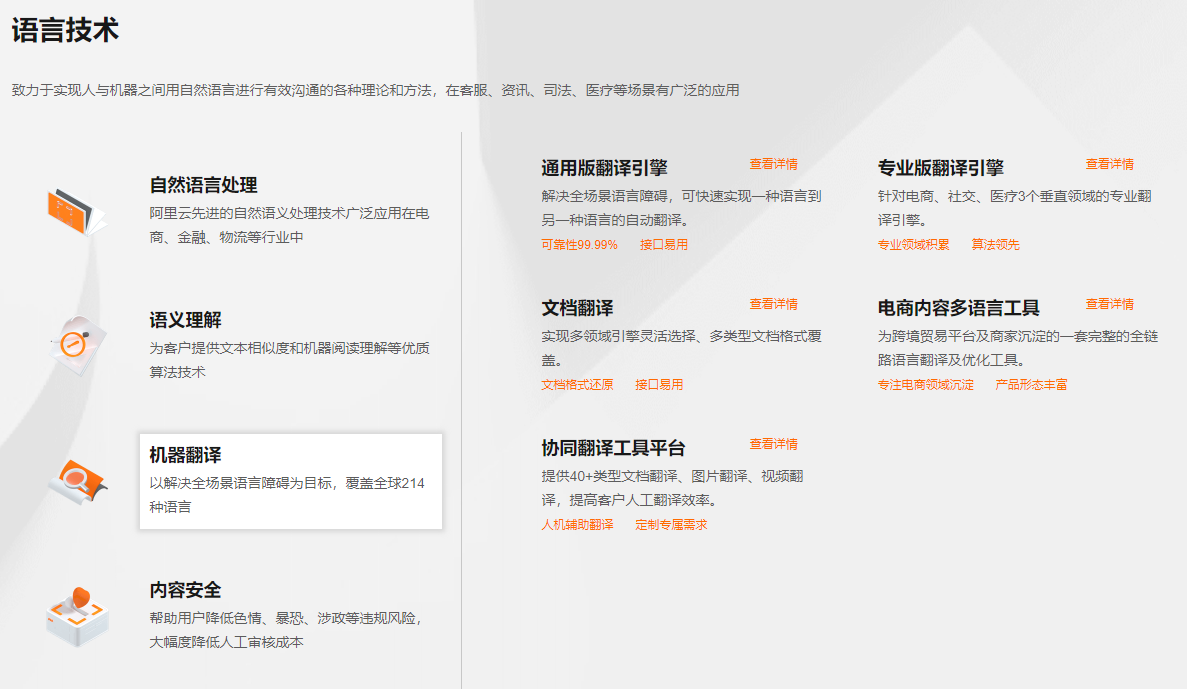 语言技术
致力于实现人与机器之间用自然语言进行有效沟通的各种理论和方法，在客服、资讯、司法、医疗等场景有广泛的应用
自然语言处理
阿里云先进的自然语义处理技术广泛应用在电
商、金融、物流等行业中
语义理解
为客户提供文本相似度和机器阅读理解等优质
算法技术
机器翻译
以解决全场景语言障碍为目标，覆盖全球214
种语言
内容安全
帮助用户降低色情、暴恐、涉政等违规风险，
大幅度降低人工审核成本
通用版翻译引擎 查看详情
解决全场景语言障碍，可快速实现一种语言到
另一种语言的自动翻译。
可靠性99.99% 接口易用
专业版翻译引擎 查看详情
针对电商、社交、医疗3个垂直领域的专业翻
译引擎。
专业领域积累 算法领先
文档翻译 查看详情
实现多领域引擎灵活选择、多类型文档格式覆
盖。
文档格式还原 接口易用
电商内容多语言工具 查看详情
为跨境贸易平台及商家沉淀的一套完整的全链
路语言翻译及优化工具。
专注电商领域沉淀 产品形态丰富
协同翻译工具平台 查看详情
提供40+类型文档翻译、图片翻译、视频翻
译，提高客户人工翻译效率。
人机辅助翻译 定制专属需求